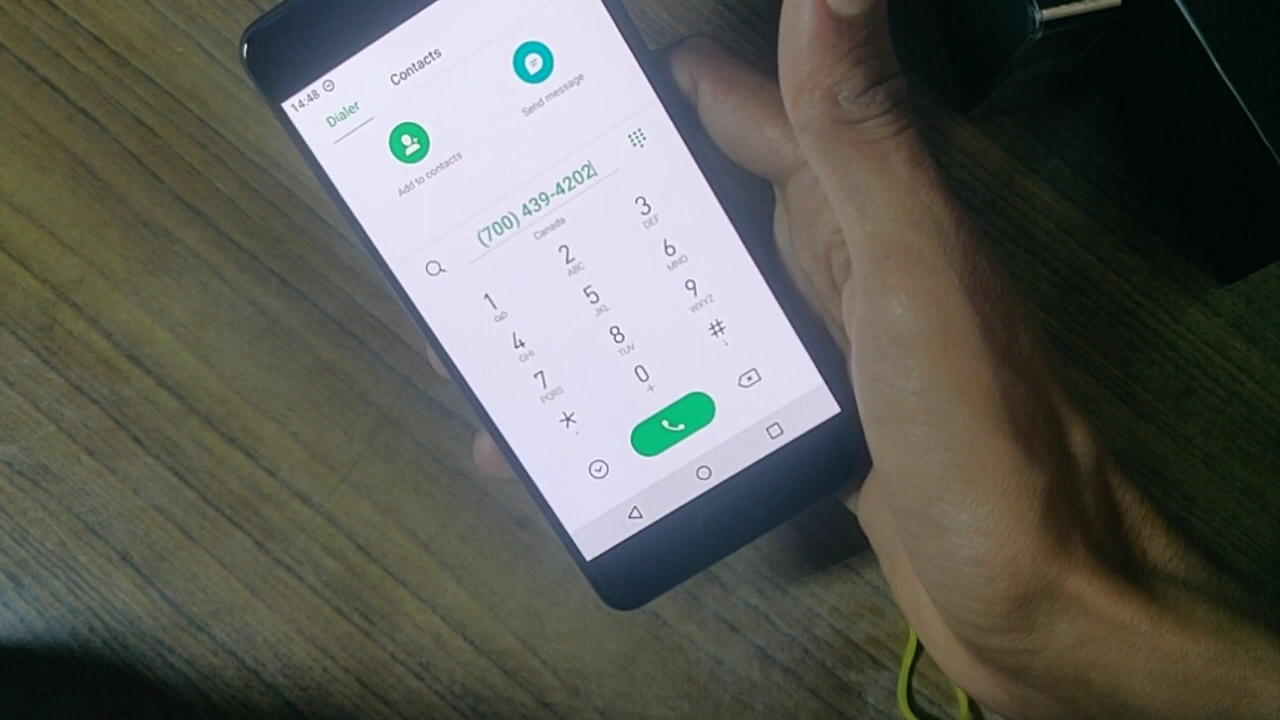 14:48
Dialer Contacts
Add to contacts Send message
(700) 439-4202
Canada
1 2 ABC 3 DEF
4 GHI 5 JKL 6 MNO
7 PQRS 8 TUV 9 WXYZ
* , 0 + # ;